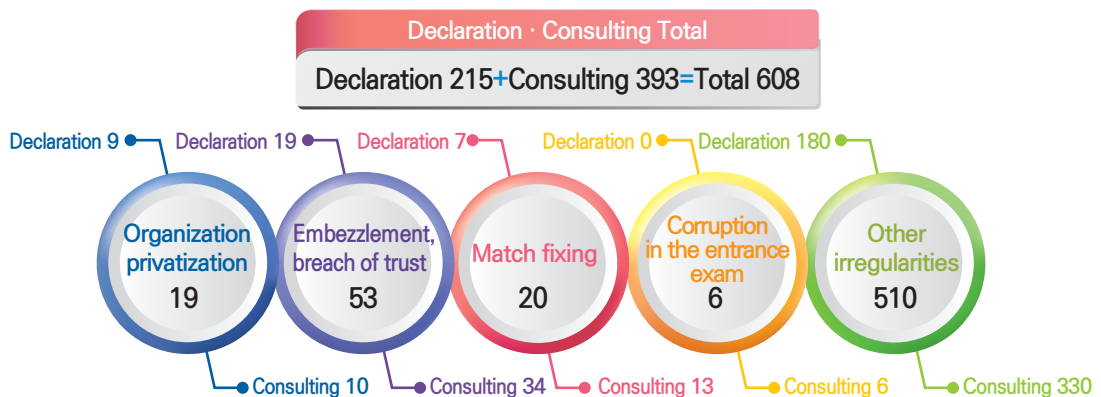 Declaration · Consulting Total
Declaration 215+Consulting 393=Total 608
Declaration 9
Declaration 19
Declaration 7
Declaration 0
Declaration 180
Organization
privatization
19
Embezzlement,
breach of trust
53
Match fixing
20
Corruption
in the entrance
exam
6
Other
irregularities
510
Consulting 10
Consulting 34
Consulting 13
Consulting 6
Consulting 330